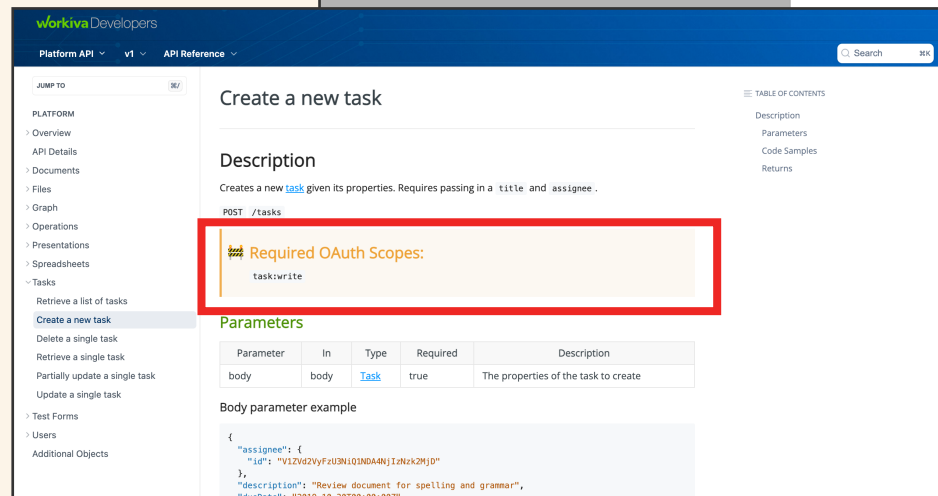 workiva Developers
Platform API v1 API Reference
Search ⌘K
JUMP TO ⌘/
PLATFORM
Overview
API Details
Documents
Files
Graph
Operations
Presentations
Spreadsheets
Tasks
Retrieve a list of tasks
Create a new task
Delete a single task
Retrieve a single task
Partially update a single task
Update a single task
Test Forms
Users
Additional Objects
Create a new task
Description
Creates a new task given its properties. Requires passing in a title and assignee.
POST /tasks
🚧 Required OAuth Scopes:
task:write
Parameters
Parameter In Type Required Description
body body Task true The properties of the task to create
Body parameter example
{
"assignee": {
"id": "V1ZVd2VyFzU3NiQ1NDA4NjIzNzk2MjD"
},
"description": "Review document for spelling and grammar",
TABLE OF CONTENTS
Description
Parameters
Code Samples
Returns